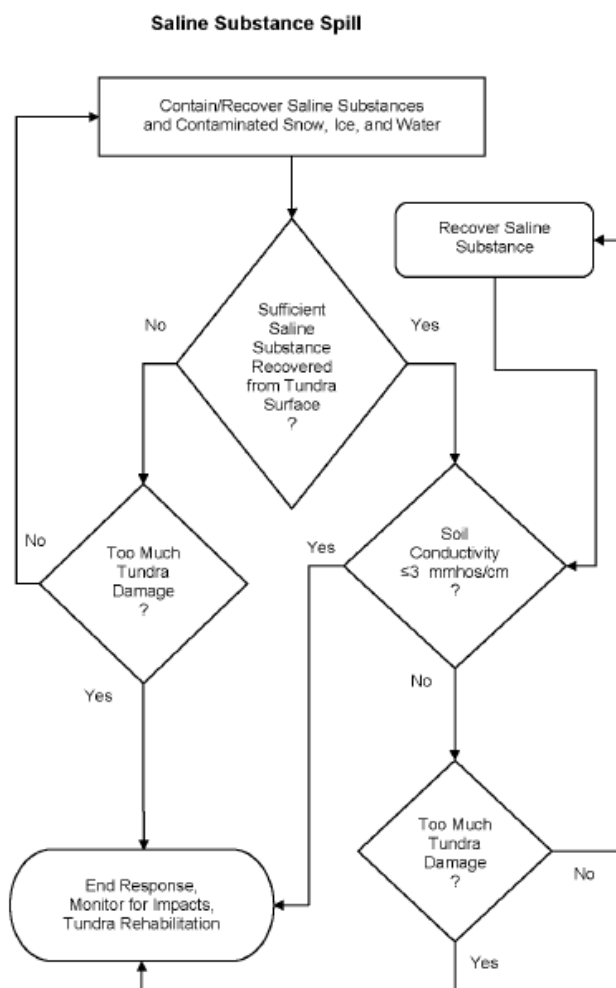 Saline Substance Spill
Contain/Recover Saline Substances
and Contaminated Snow, Ice, and Water
Recover Saline
Substance
No
Sufficient
Saline
Substance
Recovered
from Tundra
Surface
?
Yes
No
Too Much
Tundra
Damage
?
Yes
Yes
Soil
Conductivity
≤3 mmhos/cm
?
No
Too Much
Tundra
Damage
?
No
Yes
End Response,
Monitor for Impacts,
Tundra Rehabilitation